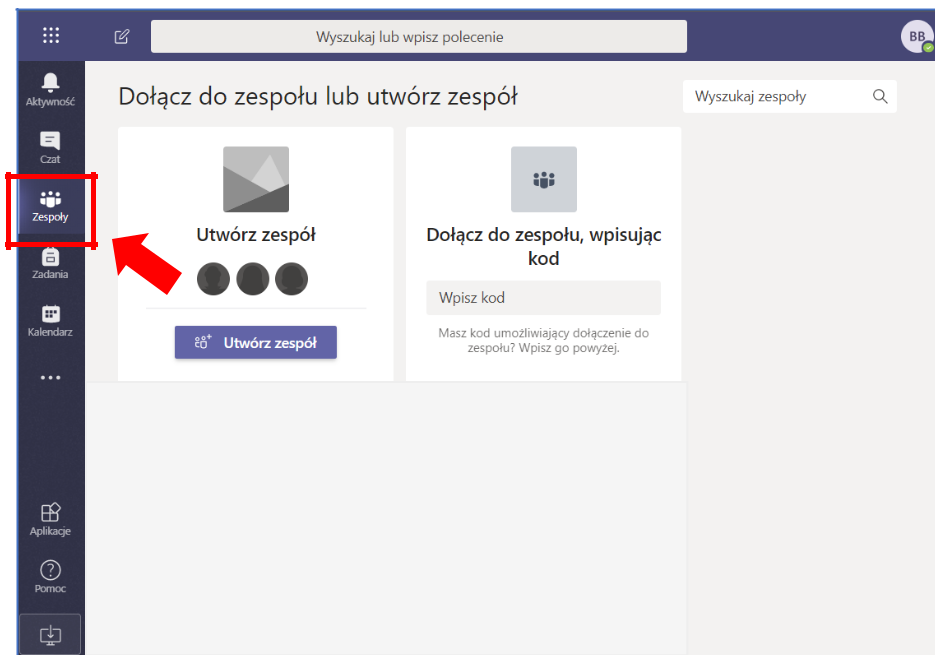 Wyszukaj lub wpisz polecenie
BB
Aktywność
Czat
Zespoły
Zadania
Kalendarz
Aplikacje
Pomoc
Dołącz do zespołu lub utwórz zespół
Wyszukaj zespoły
Utwórz zespół
Utwórz zespół
Dołącz do zespołu, wpisując
kod
Wpisz kod
Masz kod umożliwiający dołączenie do
zespołu? Wpisz go powyżej.